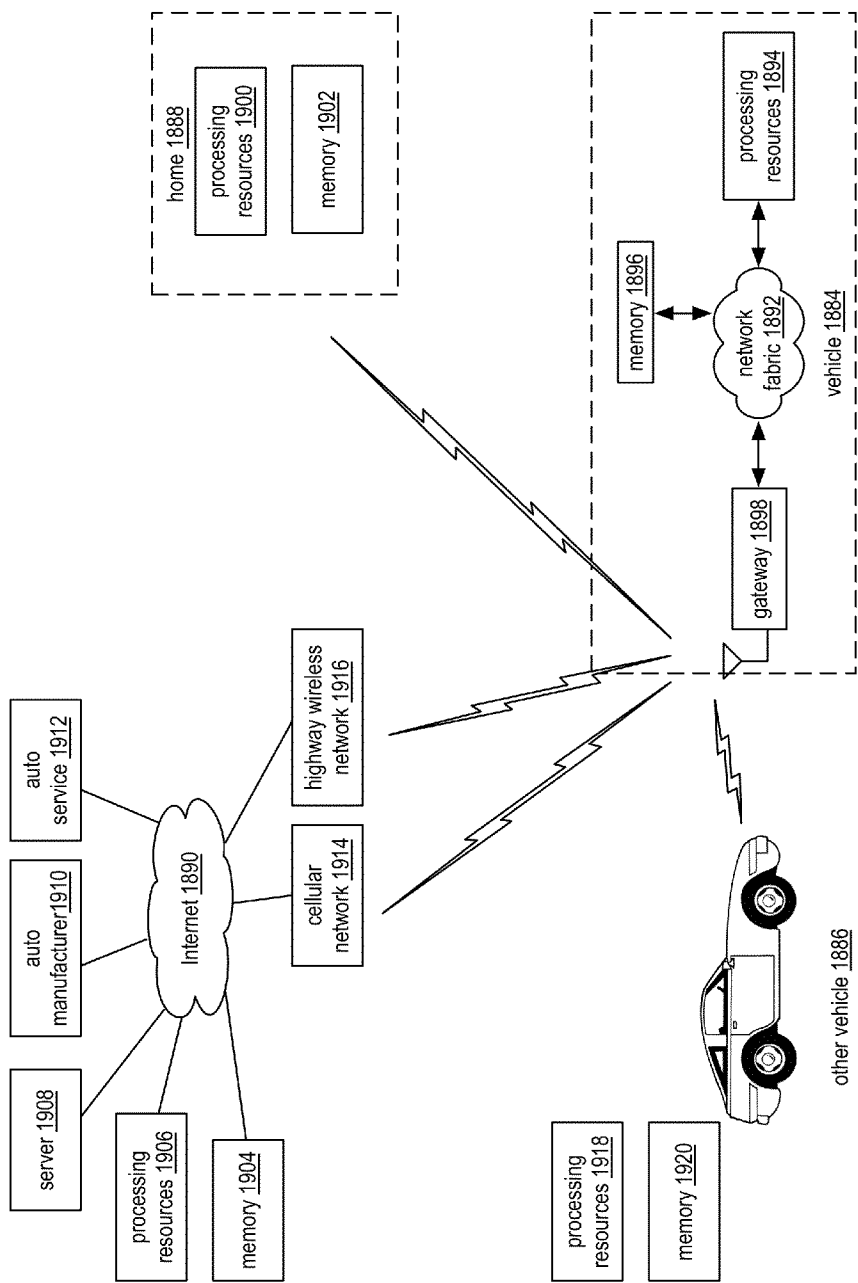 server 1908
auto
manufacturer1910
auto
service 1912
processing
resources 1906
memory 1904
Internet 1890
cellular
network 1914
highway wireless
network 1916
home 1888
processing
resources 1900
memory 1902
processing
resources 1918
memory 1920
other vehicle 1886
gateway 1898
memory 1896
network
fabric 1892
processing
resources 1894
vehicle 1884